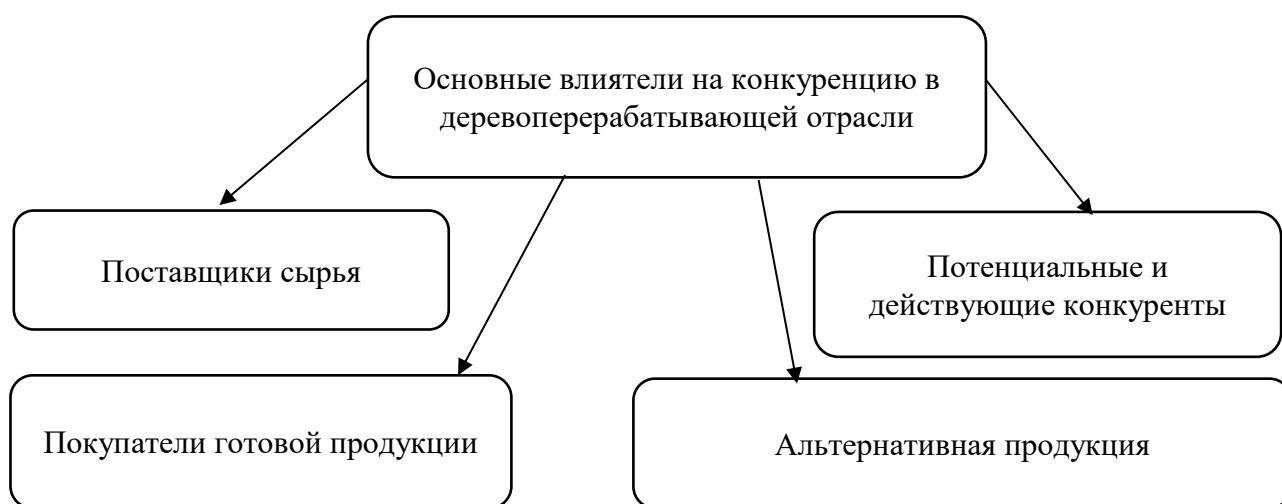 Основные влиятели на конкуренцию в
деревоперерабатывающей отрасли
Поставщики сырья
Потенциальные и
действующие конкуренты
Покупатели готовой продукции
Альтернативная продукция